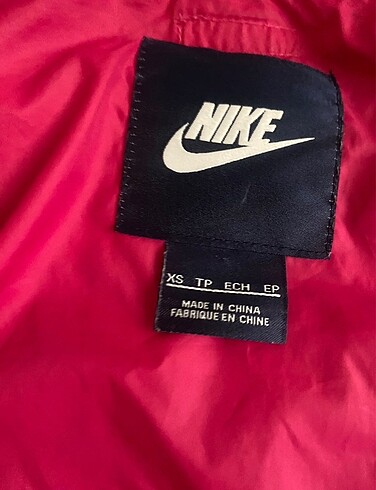 NIKE
XS TP ECH EP
MADE IN CHINA
FABRIQUE EN CHINE